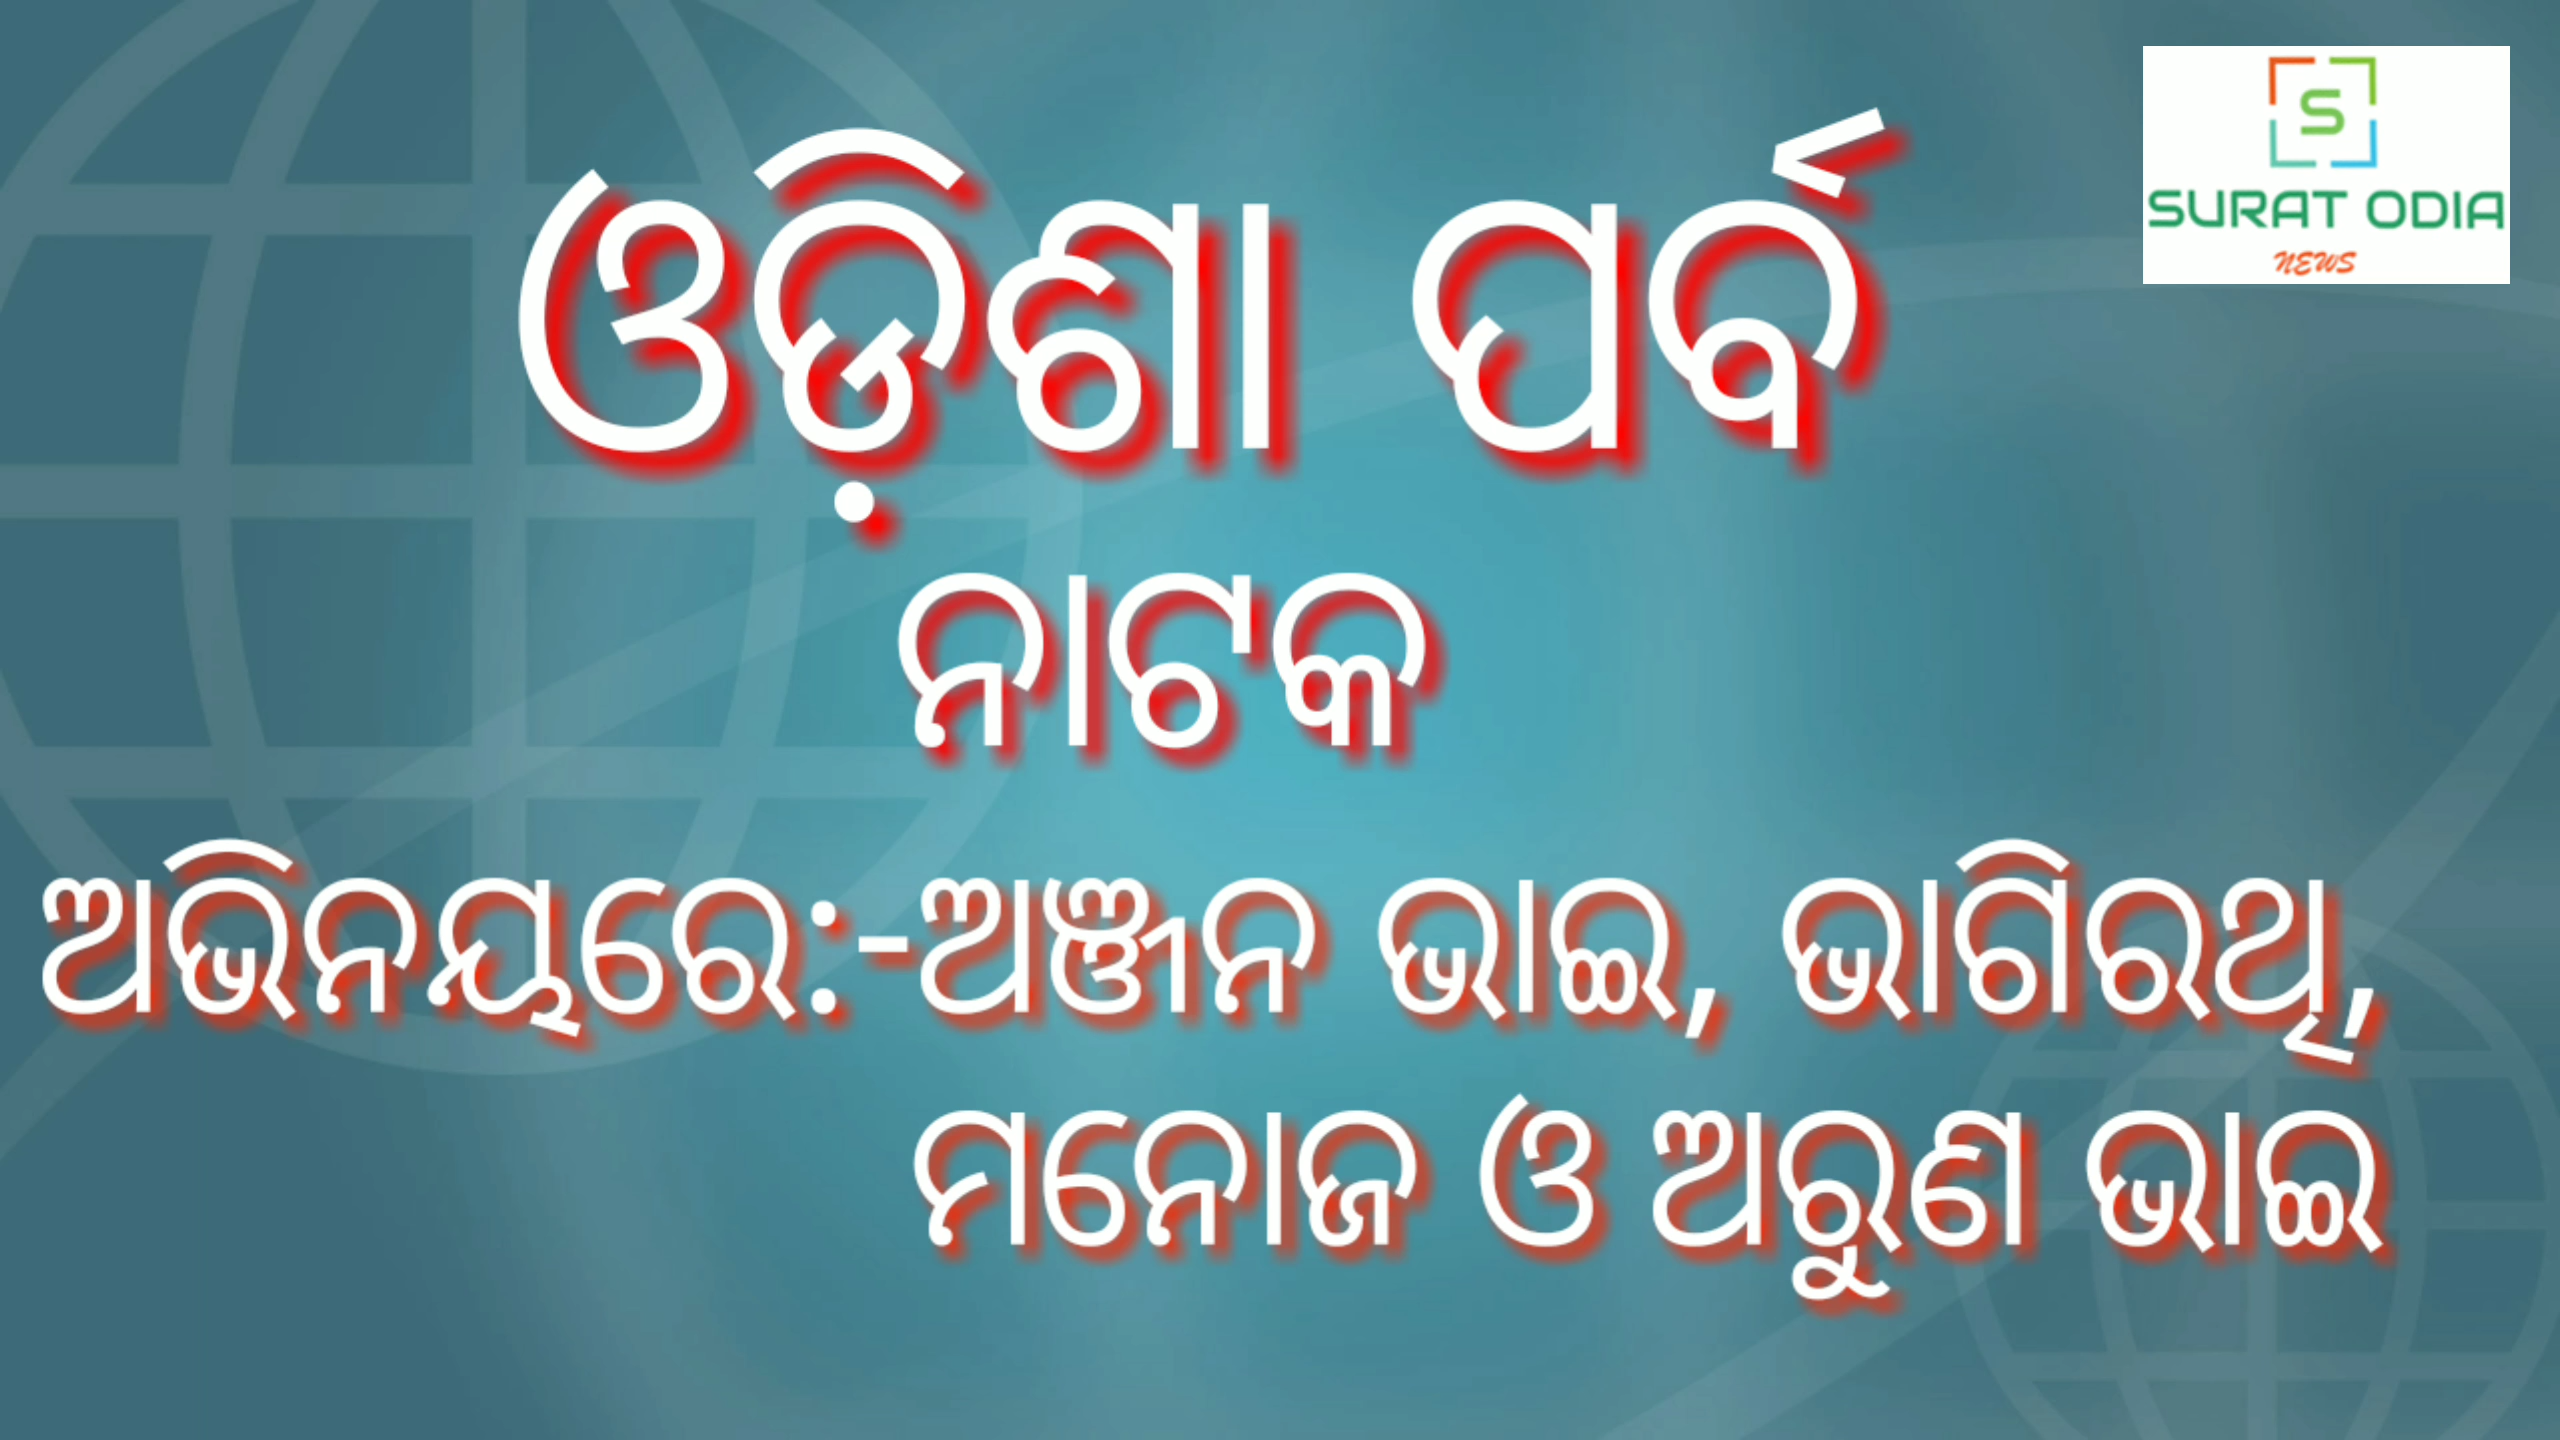 ଓଡ଼ିଶା ପର୍ବ
S
SURAT ODIA
NEWS
ନାଟକ
ଅଭିନୟରେ:-ଅଞ୍ଜନ ଭାଇ, ଭାଗିରଥି,
ମନୋଜ ଓ ଅରୁଣ ଭାଇ